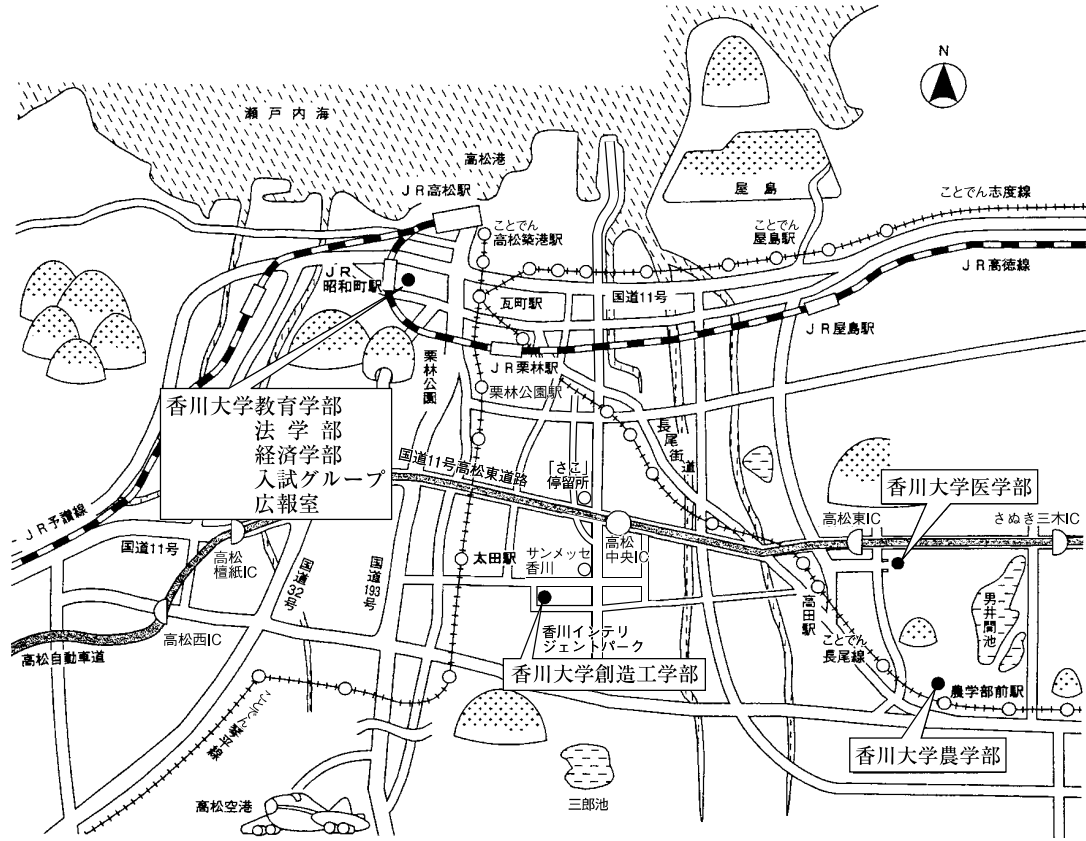 N
瀬戸内海
高松港
JR高松駅
屋島
ことでん志度線
ことでん
高松築港駅
ことでん
屋島駅
JR高徳線
JR
昭和町駅
瓦町駅
国道11号
JR屋島駅
JR栗林駅
栗林公園
栗林公園駅
香川大学教育学部
法学部
経済学部
入試グループ
広報室
長尾街道
国道11号高松東道路
「さこ」
停留所
香川大学医学部
高松東IC
さぬき三木IC
JR予讃線
国道11号
高松
檀紙IC
国道32号
国道193号
太田駅
サンメッセ
香川
高松
中央IC
高田駅
男井間池
高松西IC
高松自動車道
香川インテリ
ジェントパーク
香川大学創造工学部
ことでん
長尾線
農学部前駅
ことでん琴平線
香川大学農学部
高松空港
三郎池